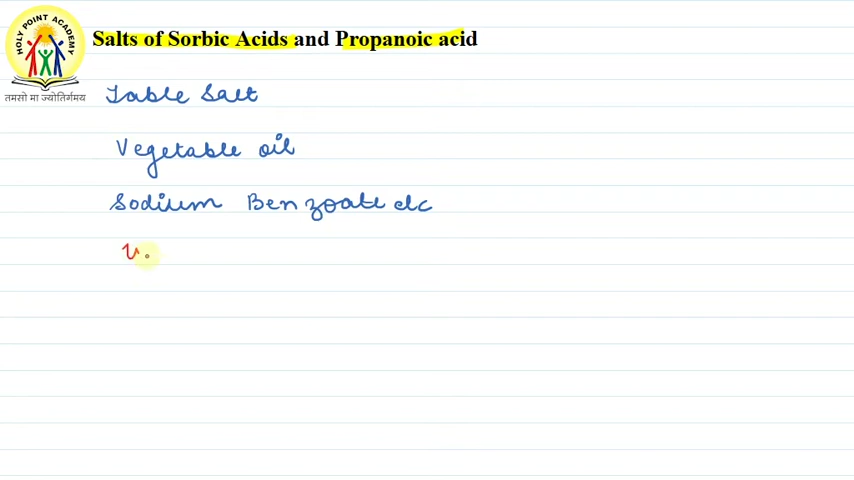 HOLY POINT ACADEMY
तमसो मा ज्योतिर्गमय
Salts of Sorbic Acids and Propanoic acid
Table Salt
Vegetable oil
Sodium Benzoate etc